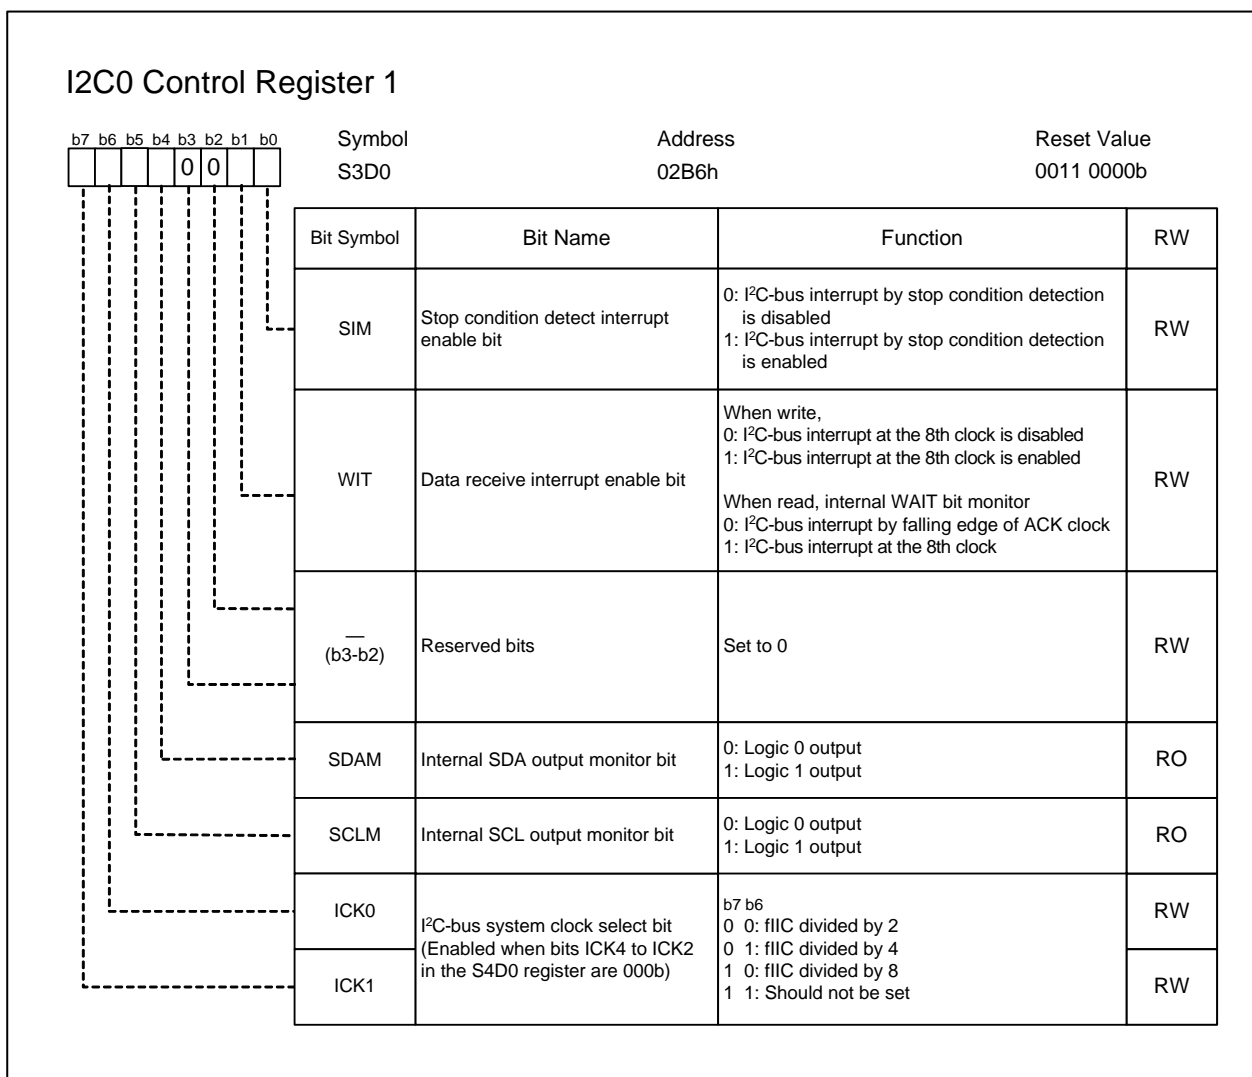 I2C0 Control Register 1
b7 b6 b5 b4 b3 b2 b1 b0
0 0
Symbol Address Reset Value
S3D0 02B6h 0011 0000b
Bit Symbol Bit Name Function RW
SIM
Stop condition detect interrupt
enable bit
0: I²C-bus interrupt by stop condition detection
is disabled
1: I²C-bus interrupt by stop condition detection
is enabled
RW
WIT
Data receive interrupt enable bit
When write,
0: I²C-bus interrupt at the 8th clock is disabled
1: I²C-bus interrupt at the 8th clock is enabled
When read, internal WAIT bit monitor
0: I²C-bus interrupt by falling edge of ACK clock
1: I²C-bus interrupt at the 8th clock
RW
—
(b3-b2)
Reserved bits
Set to 0
RW
SDAM
Internal SDA output monitor bit
0: Logic 0 output
1: Logic 1 output
RO
SCLM
Internal SCL output monitor bit
0: Logic 0 output
1: Logic 1 output
RO
ICK0
ICK1
I²C-bus system clock select bit
(Enabled when bits ICK4 to ICK2
in the S4D0 register are 000b)
b7 b6
0 0: fIIC divided by 2
0 1: fIIC divided by 4
1 0: fIIC divided by 8
1 1: Should not be set
RW
RW